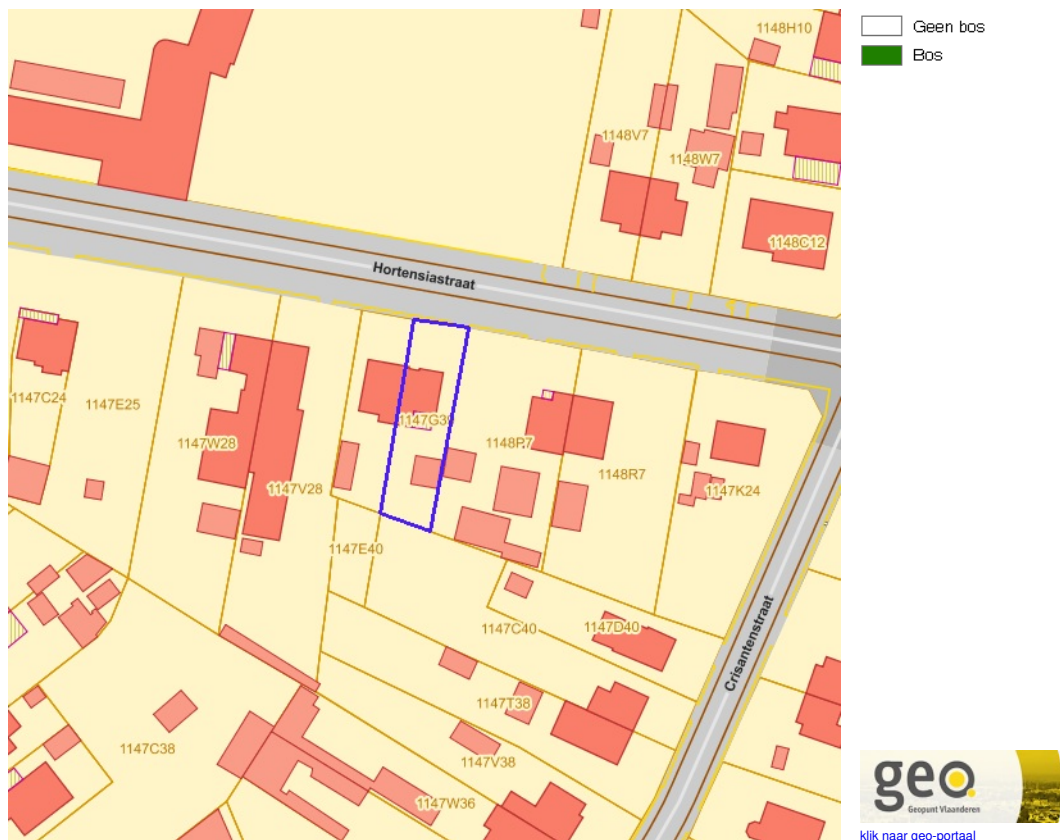 Geen bos
Bos
1148H10
1148V7
1148W7
1148C12
Hortensiastraat
1147C24
1147E25
1147W28
1147V28
1148P7
1148R7
1147K24
1147E40
1147C40
1147D40
Crisantenstraat
1147T38
1147C38
1147V38
1147W36
geo
Geopunt Vlaanderen
klik naar geo-portaal